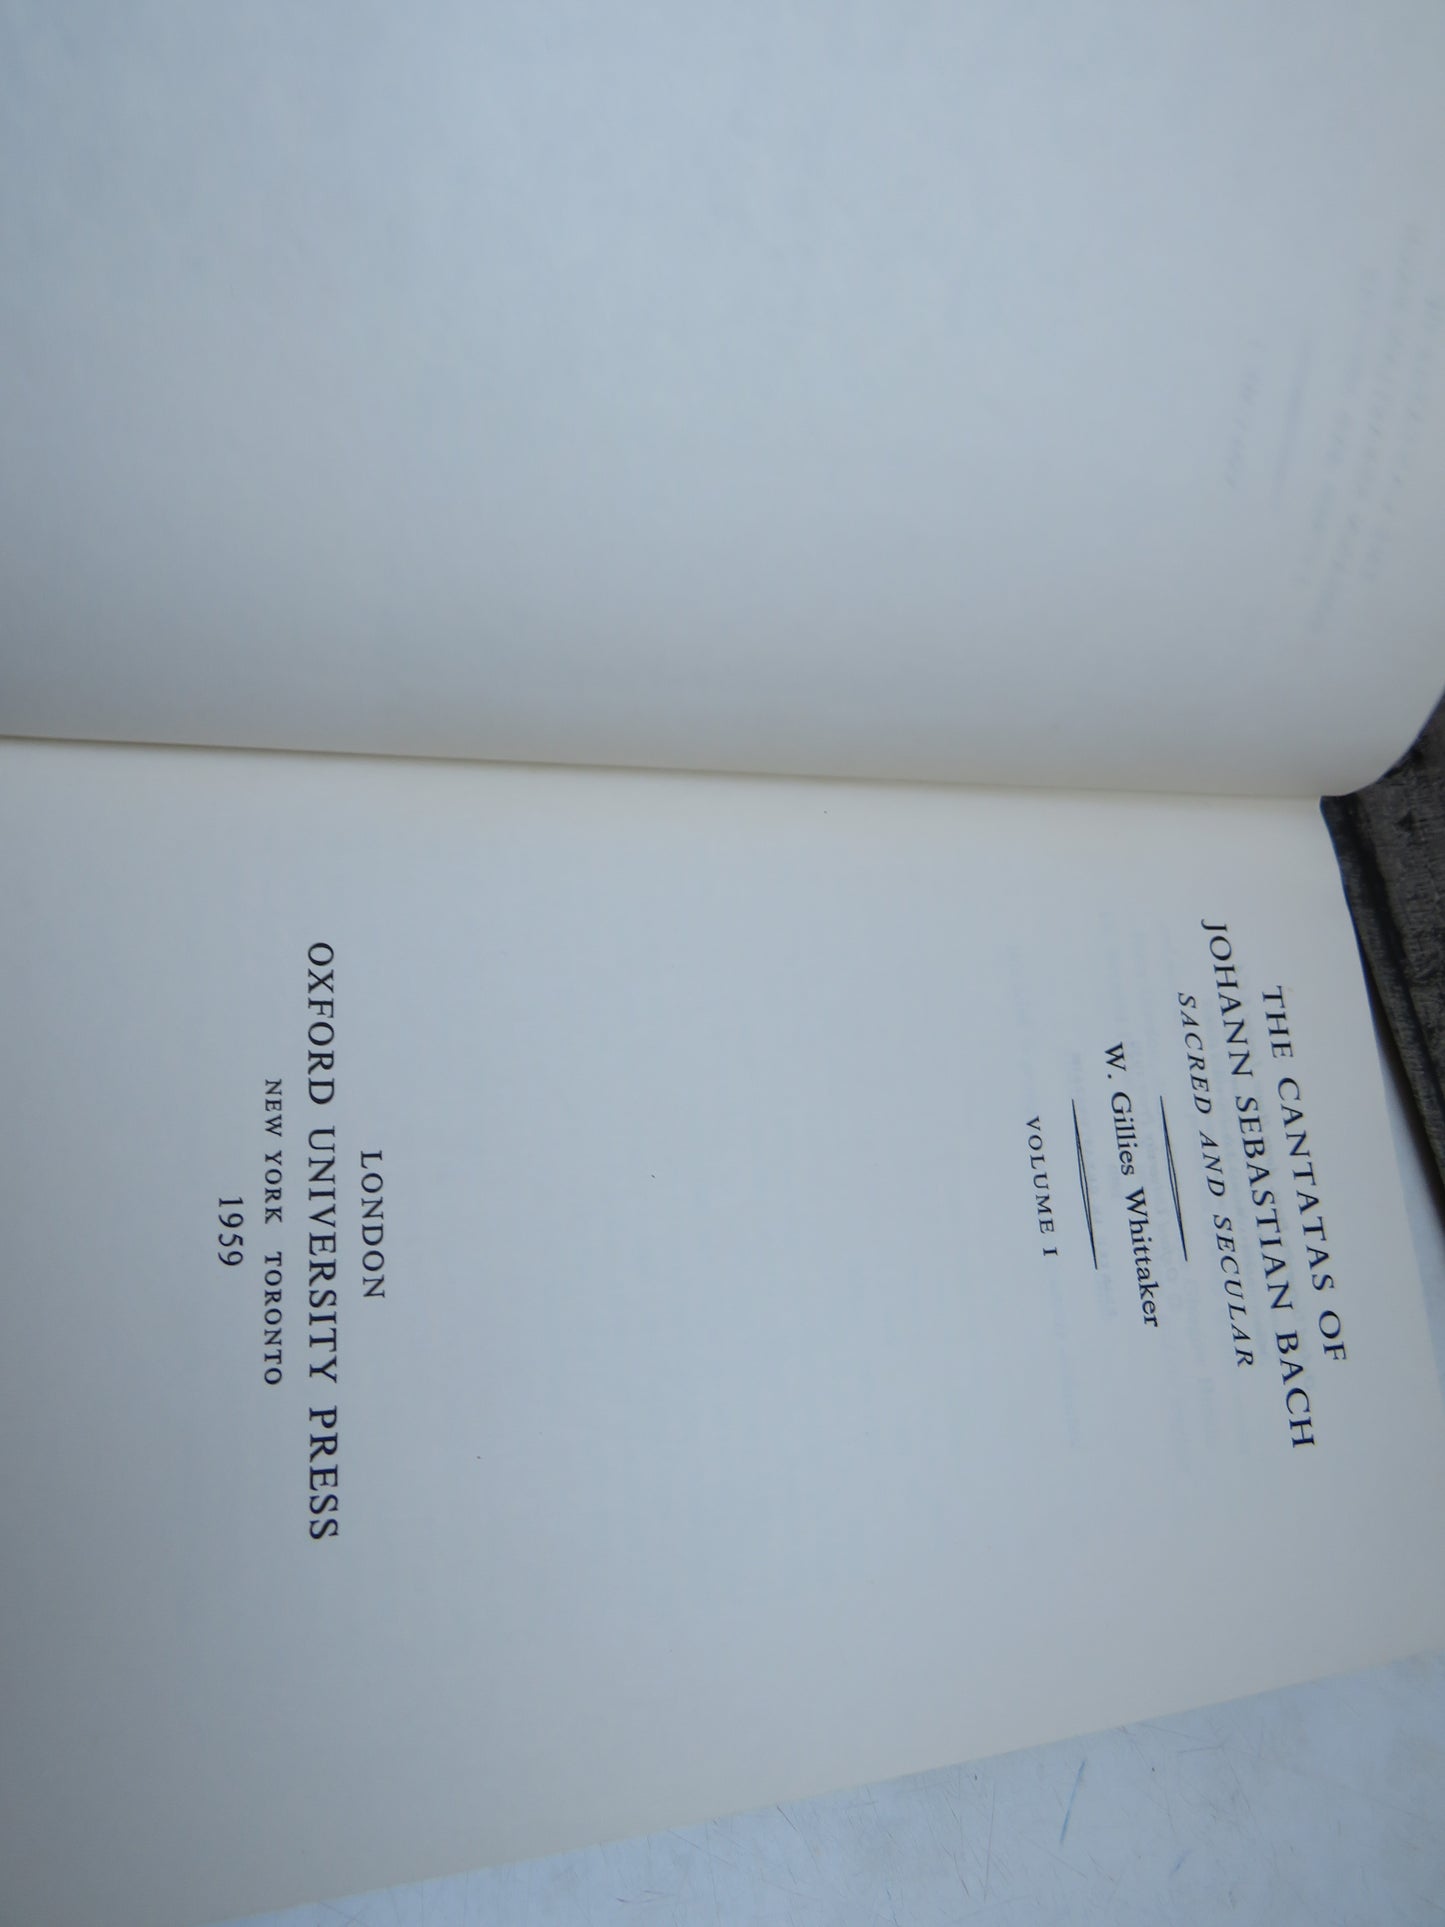 THE CANTATAS OF
JOHANN SEBASTIAN BACH
SACRED AND SECULAR
W. Gillies Whittaker
VOLUME I
LONDON
OXFORD UNIVERSITY PRESS
NEW YORK TORONTO
1959